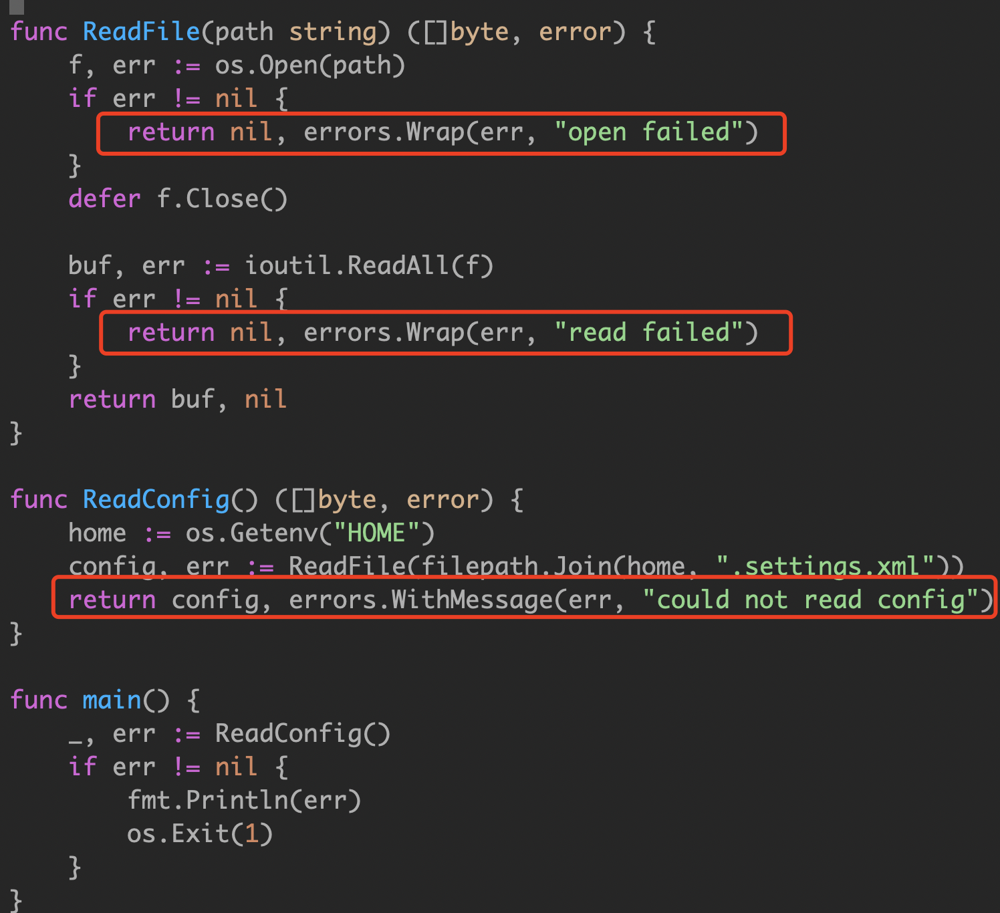 func ReadFile(path string) ([]byte, error) {
    f, err := os.Open(path)
    if err != nil {
        return nil, errors.Wrap(err, "open failed")
    }
    defer f.Close()

    buf, err := ioutil.ReadAll(f)
    if err != nil {
        return nil, errors.Wrap(err, "read failed")
    }
    return buf, nil
}

func ReadConfig() ([]byte, error) {
    home := os.Getenv("HOME")
    config, err := ReadFile(filepath.Join(home, ".settings.xml"))
    return config, errors.WithMessage(err, "could not read config")
}

func main() {
    _, err := ReadConfig()
    if err != nil {
        fmt.Println(err)
        os.Exit(1)
    }
}